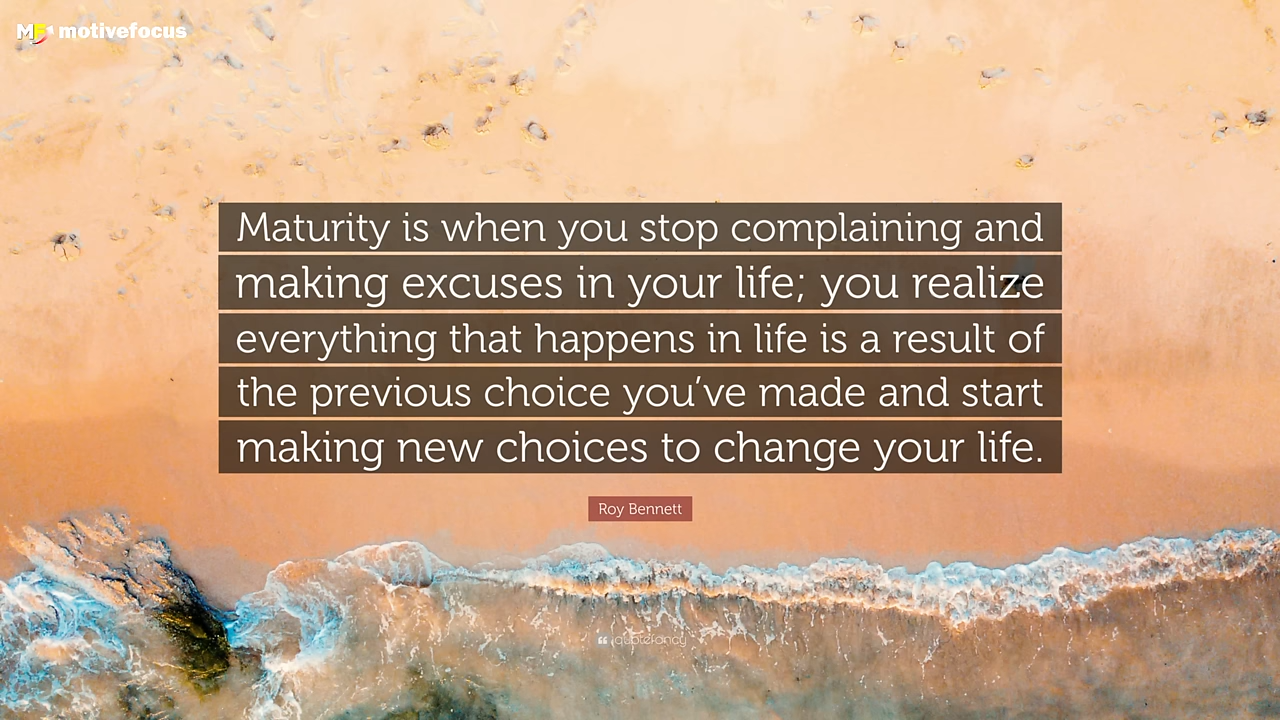 MF motivefocus
Maturity is when you stop complaining and
making excuses in your life; you realize
everything that happens in life is a result of
the previous choice you’ve made and start
making new choices to change your life.
Roy Bennett
quotefancy